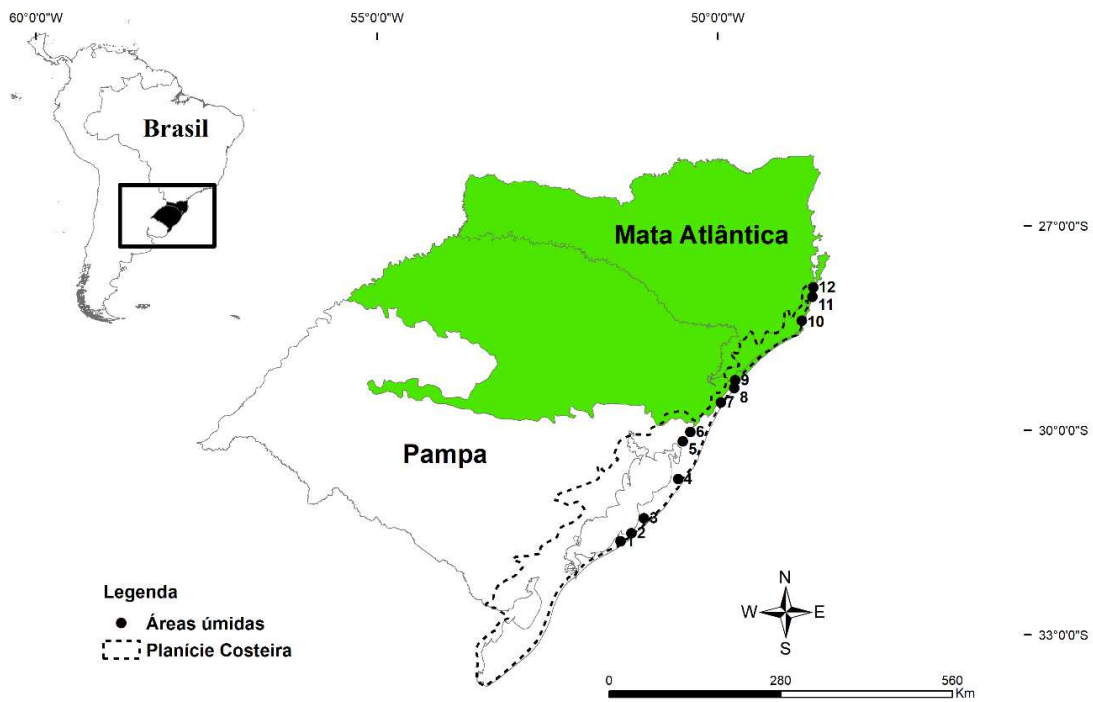 60°0'0"W
55°0'0"W
50°0'0"W
Brasil
Mata Atlântica
27°0'0"S
12
11
10
9
8
7
30°0'0"S
6
5
Pampa
4
3
2
1
Legenda
Áreas úmidas
Planície Costeira
N
W
E
S
33°0'0"S
0
280
560
Km